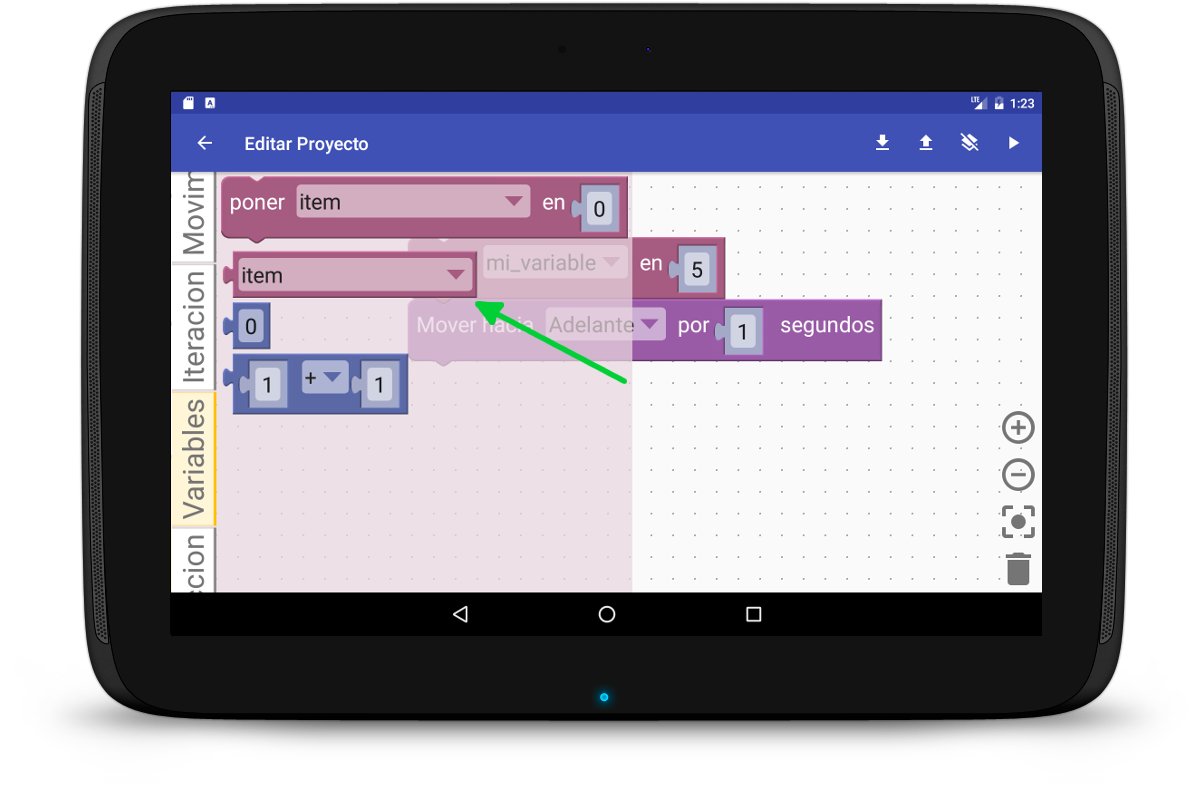 LTE 1:23
Editar Proyecto
Movim
Iteracion
Variables
ccion
poner item en 0
item
mi_variable en 5
0
Mover hacia Adelante por 1 segundos
1 + 1